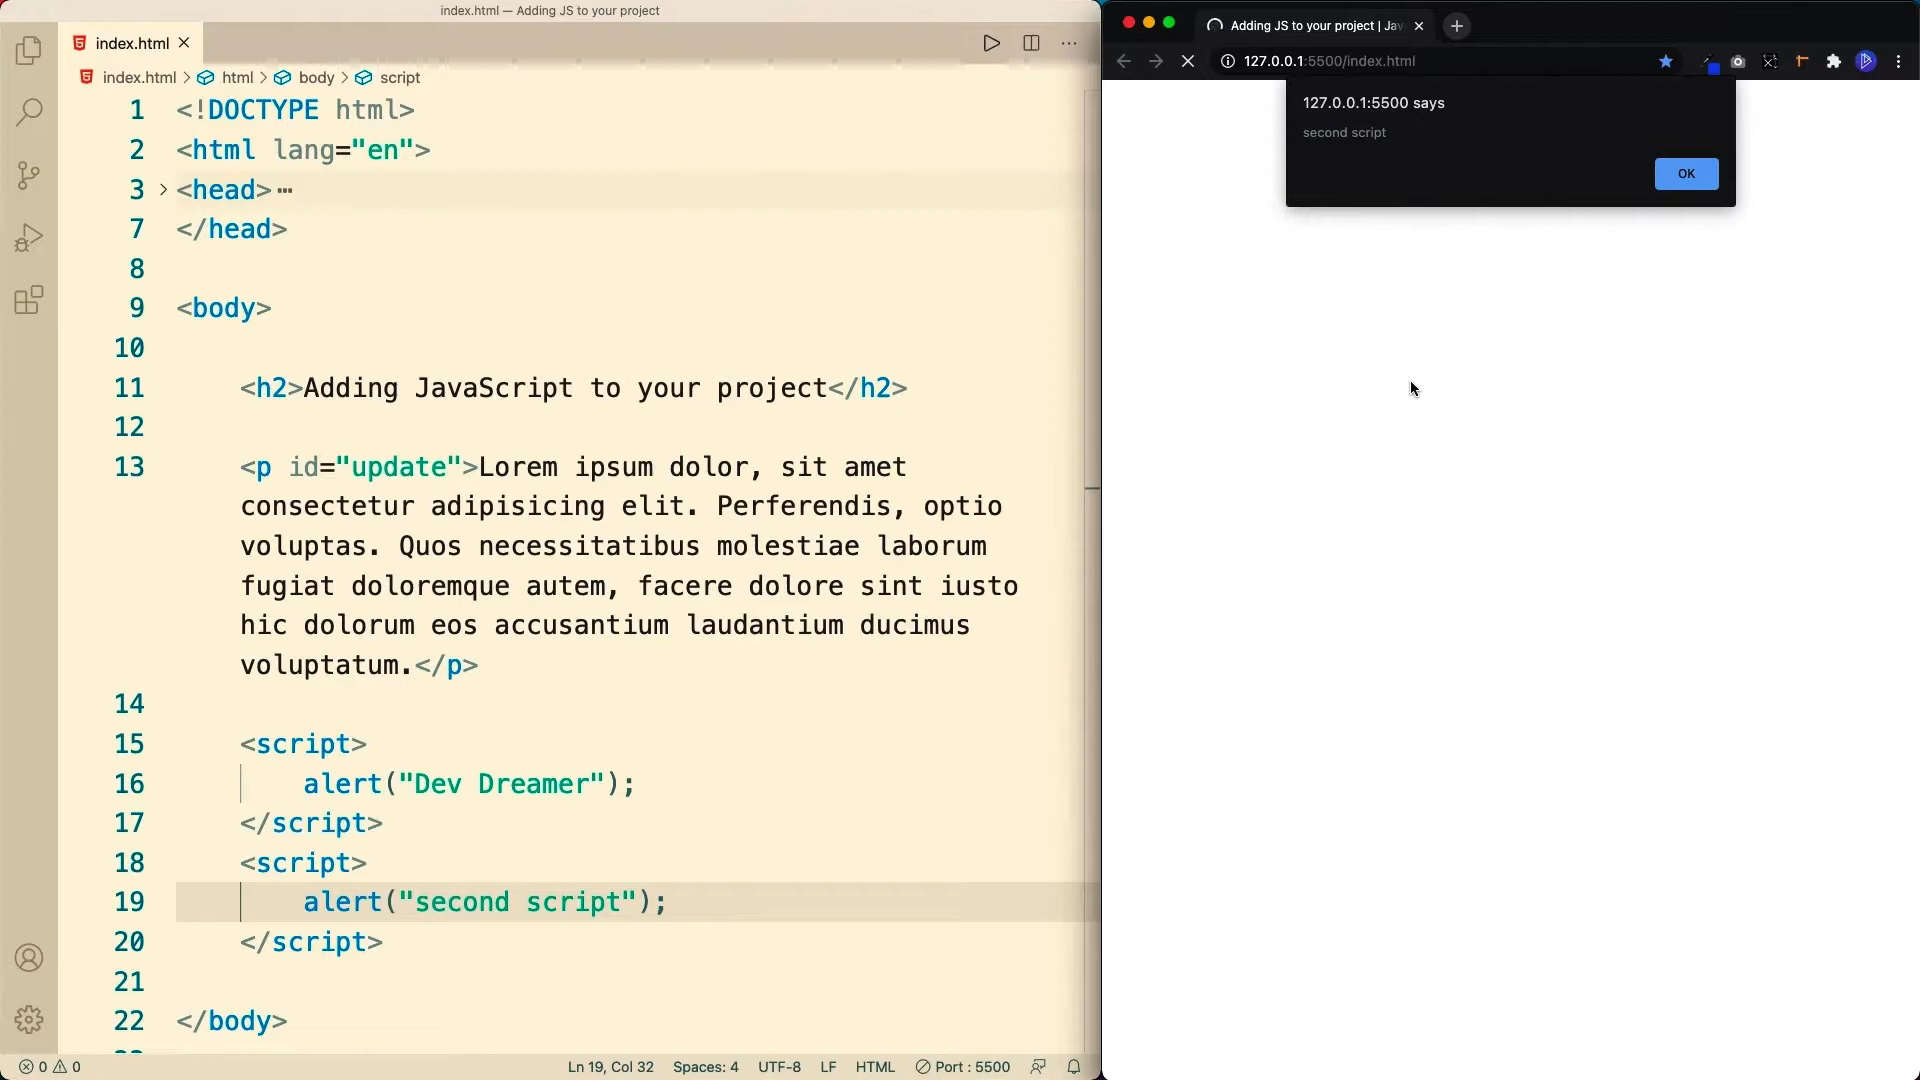 index.html — Adding JS to your project
index.html
index.html > html > body > script
1 <!DOCTYPE html>
2 <html lang="en">
3 <head>…
7 </head>
8
9 <body>
10
11 <h2>Adding JavaScript to your project</h2>
12
13 <p id="update">Lorem ipsum dolor, sit amet
consectetur adipisicing elit. Perferendis, optio
voluptas. Quos necessitatibus molestiae laborum
fugiat doloremque autem, facere dolore sint iusto
hic dolorum eos accusantium laudantium ducimus
voluptatum.</p>
14
15 <script>
16 alert("Dev Dreamer");
17 </script>
18 <script>
19 alert("second script");
20 </script>
21
22 </body>
0 0 Ln 19, Col 32 Spaces: 4 UTF-8 LF HTML Port : 5500
Adding JS to your project | Jav
127.0.0.1:5500/index.html
127.0.0.1:5500 says
second script
OK